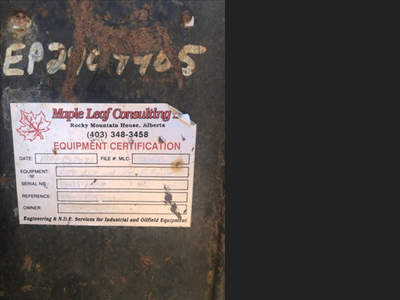 Maple Leaf Consulting
Rocky Mountain House, Alberta
(403) 348-3458
EQUIPMENT CERTIFICATION
DATE: FILE #: MLC-
EQUIPMENT:
SERIAL NO:
REFERENCE:
OWNER:
Engineering & N.D.E. Services for Industrial and Oilfield Equipment